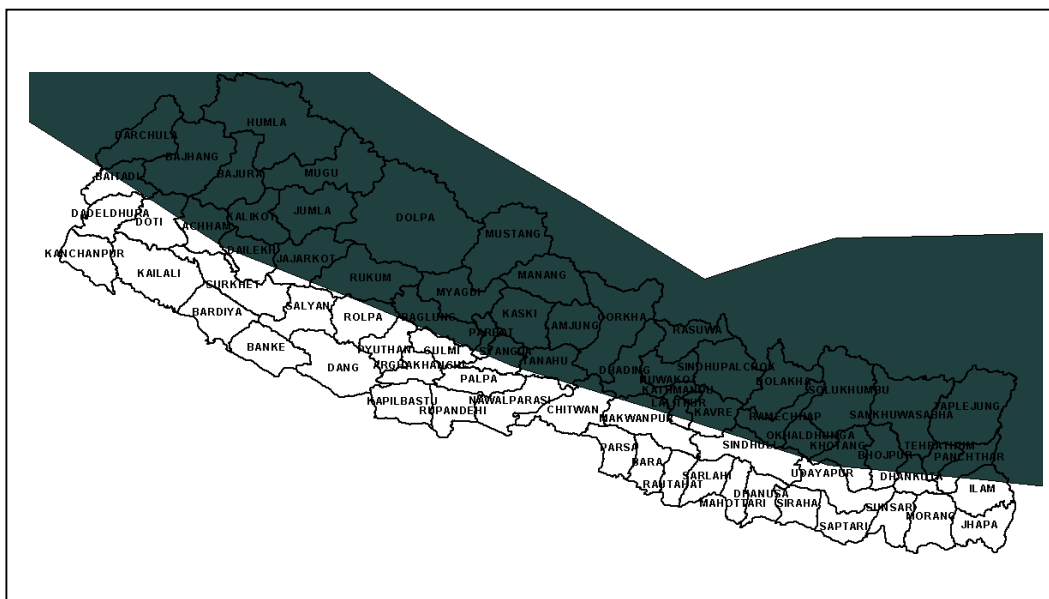 HUMLA
DARCHULA
BAJHANG
BAITADI
BAJURA
MUGU
DADELDHURA
DOTI
ACHHAM
KALIKOT
JUMLA
DOLPA
MUSTANG
KANCHANPUR
KAILALI
DAILEKH
JAJARKOT
SURKHET
RUKUM
MANANG
MYAGDI
BARDIYA
SALYAN
ROLPA
BAGLUNG
KASKI
LAMJUNG
GORKHA
RASUWA
BANKE
DANG
PYUTHAN
GULMI
PARBAT
SYANGJA
TANAHU
DHADING
SINDHUPALCHOK
DOLAKHA
ARGHAKHANCHI
PALPA
NUWAKOT
KATHMANDU
LALITPUR
KAVRE
RAMECHHAP
SOLUKHUMBU
SANKHUWASABHA
TAPLEJUNG
KAPILBASTU
RUPANDEHI
NAWALPARASI
CHITWAN
MAKWANPUR
SINDHULI
OKHALDHUNGA
KHOTANG
BHOJPUR
TEHRATHUM
PANCHTHAR
PARSA
BARA
RAUTAHAT
SARLAHI
MAHOTTARI
DHANUSA
SIRAHA
UDAYAPUR
DHANKUTA
ILAM
SAPTARI
SUNSARI
MORANG
JHAPA